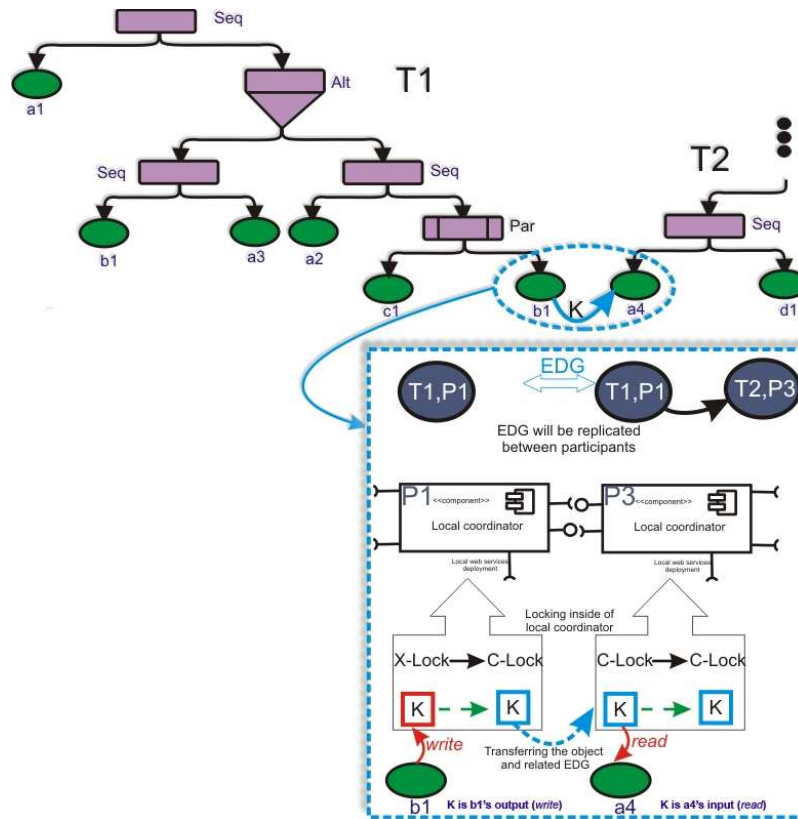 Seq
T1
Alt
a1
T2
Seq
Seq
Seq
Par
b1
a3
a2
c1
b1
K
a4
d1
EDG
T1,P1
T1,P1
T2,P3
EDG will be replicated
between participants
P1
<<component>>
Local coordinator
P3
<<component>>
Local coordinator
Local web services
deployment
Local web services
deployment
Locking inside of
local coordinator
X-Lock
C-Lock
C-Lock
C-Lock
K
K
K
K
write
Transferring the object
and related EDG
read
b1
K is b1's output (write)
a4
K is a4's input (read)